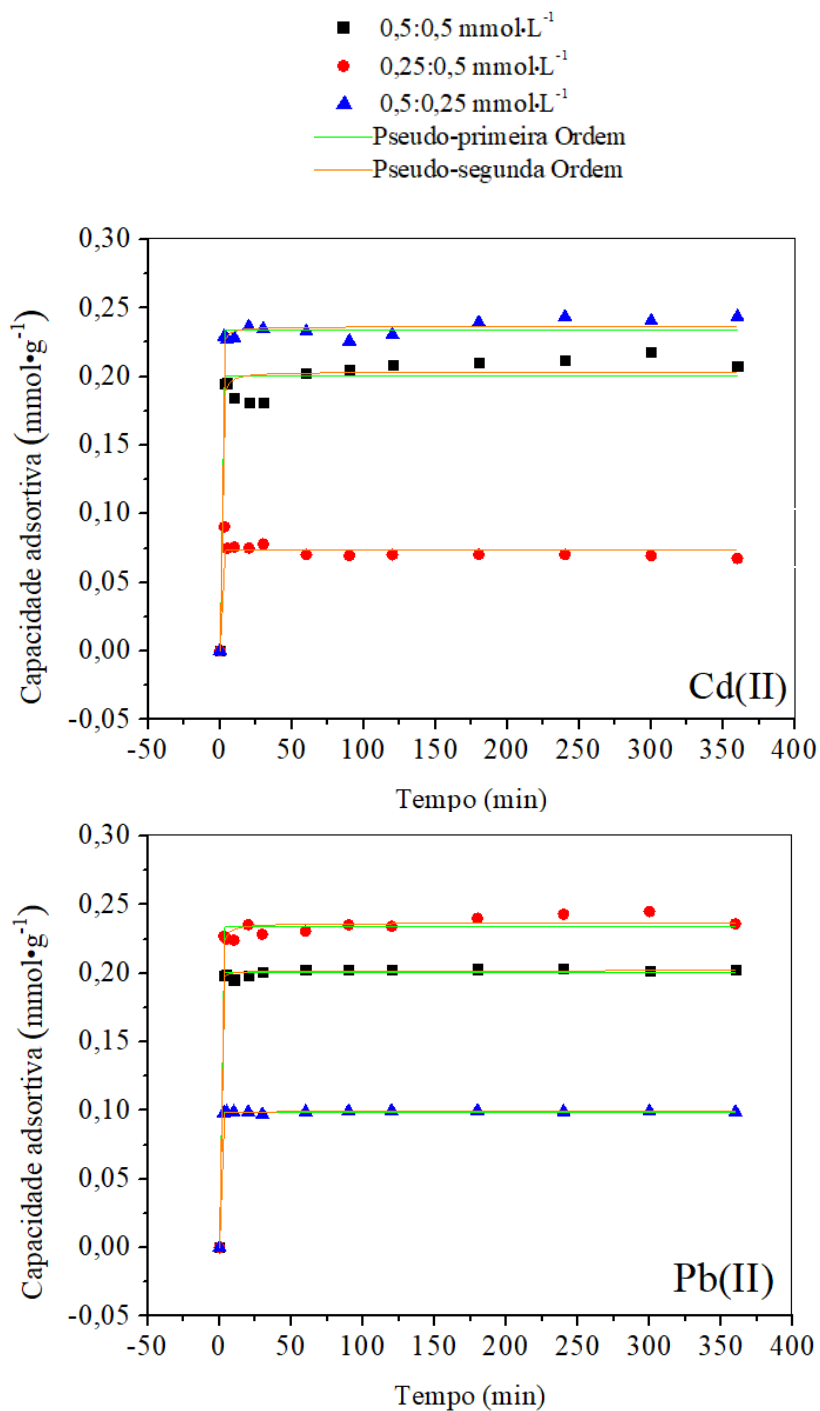 0,5:0,5 mmol•L⁻¹
0,25:0,5 mmol•L⁻¹
0,5:0,25 mmol•L⁻¹
Pseudo-primeira Ordem
Pseudo-segunda Ordem
Capacidade adsortiva (mmol•g⁻¹)
0,30
0,25
0,20
0,15
0,10
0,05
0,00
-0,05
Cd(II)
-50 0 50 100 150 200 250 300 350 400
Tempo (min)
Capacidade adsortiva (mmol•g⁻¹)
0,30
0,25
0,20
0,15
0,10
0,05
0,00
-0,05
Pb(II)
-50 0 50 100 150 200 250 300 350 400
Tempo (min)